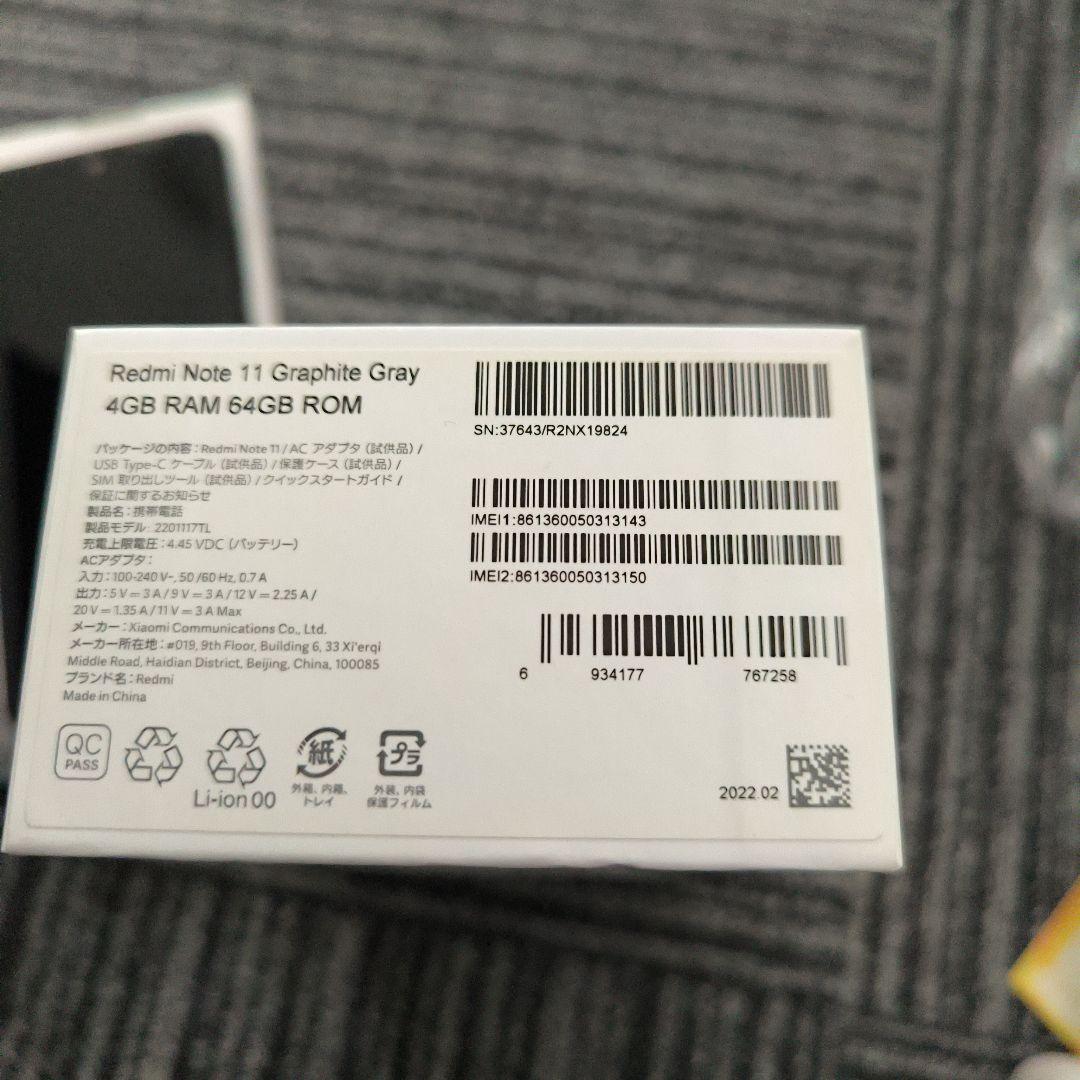 Redmi Note 11 Graphite Gray
4GB RAM 64GB ROM
パッケージの内容：Redmi Note 11 / AC アダプタ（試供品）/
USB Type-C ケーブル（試供品）/ 保護ケース（試供品）/
SIM 取り出しツール（試供品）/ クイックスタートガイド /
保証に関するお知らせ
製品名：携帯電話
製品モデル: 2201117TL
充電上限電圧：4.45 VDC（バッテリー）
ACアダプタ：
入力：100-240 V~, 50 /60 Hz, 0.7 A
出力：5 V⎓3 A / 9 V⎓3 A / 12 V⎓2.25 A /
20 V⎓1.35 A / 11 V⎓3 A Max
メーカー：Xiaomi Communications Co., Ltd.
メーカー所在地：#019, 9th Floor, Building 6, 33 Xi'erqi
Middle Road, Haidian District, Beijing, China, 100085
ブランド名：Redmi
Made in China
QC
PASS
Li-ion 00
紙
外箱、内箱、
トレイ
プラ
外装、内袋
保護フィルム
SN:37643/R2NX19824
IMEI1:861360050313143
IMEI2:861360050313150
6 934177 767258
2022.02